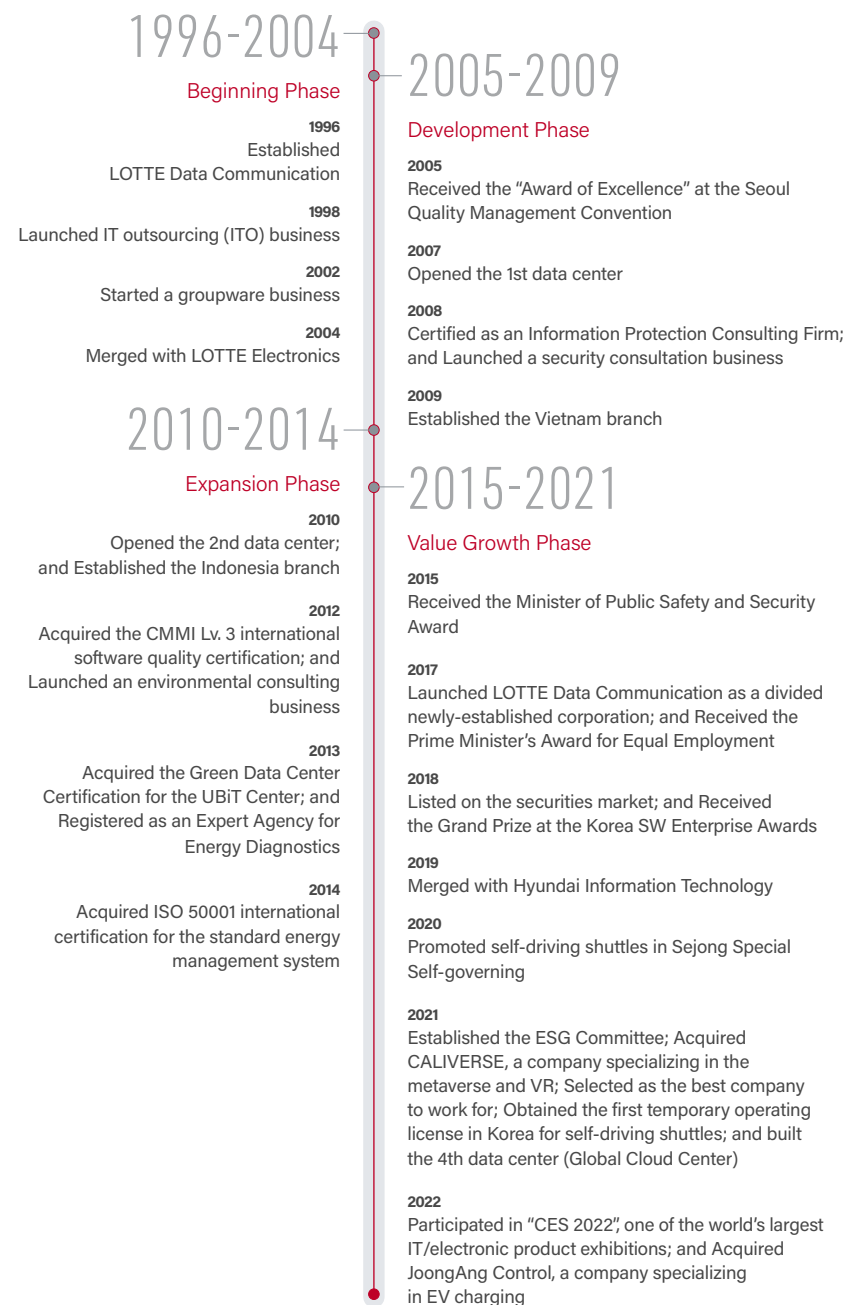 1996-2004
Beginning Phase
1996
Established
LOTTE Data Communication
1998
Launched IT outsourcing (ITO) business
2002
Started a groupware business
2004
Merged with LOTTE Electronics
2005-2009
Development Phase
2005
Received the “Award of Excellence” at the Seoul
Quality Management Convention
2007
Opened the 1st data center
2008
Certified as an Information Protection Consulting Firm;
and Launched a security consultation business
2009
Established the Vietnam branch
2010-2014
Expansion Phase
2010
Opened the 2nd data center;
and Established the Indonesia branch
2012
Acquired the CMMI Lv. 3 international
software quality certification; and
Launched an environmental consulting
business
2013
Acquired the Green Data Center
Certification for the UBiT Center; and
Registered as an Expert Agency for
Energy Diagnostics
2014
Acquired ISO 50001 international
certification for the standard energy
management system
2015-2021
Value Growth Phase
2015
Received the Minister of Public Safety and Security
Award
2017
Launched LOTTE Data Communication as a divided
newly-established corporation; and Received the
Prime Minister’s Award for Equal Employment
2018
Listed on the securities market; and Received
the Grand Prize at the Korea SW Enterprise Awards
2019
Merged with Hyundai Information Technology
2020
Promoted self-driving shuttles in Sejong Special
Self-governing
2021
Established the ESG Committee; Acquired
CALIVERSE, a company specializing in the
metaverse and VR; Selected as the best company
to work for; Obtained the first temporary operating
license in Korea for self-driving shuttles; and built
the 4th data center (Global Cloud Center)
2022
Participated in “CES 2022”, one of the world’s largest
IT/electronic product exhibitions; and Acquired
JoongAng Control, a company specializing
in EV charging